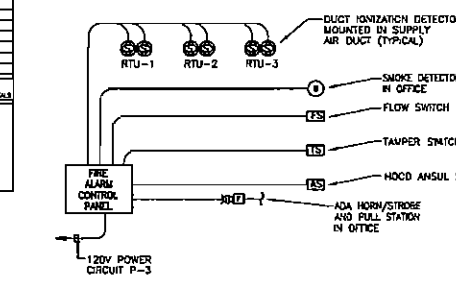 DUCT IONIZATION DETECTOR
MOUNTED IN SUPPLY
AIR DUCT (TYPICAL)
RTU-1
RTU-2
RTU-3
SMOKE DETECTOR
IN OFFICE
FLOW SWITCH
FS
TAMPER SWITCH
TS
HOOD ANSUL
AS
FIRE
ALARM
CONTROL
PANEL
F
ADA HORN/STROBE
AND PULL STATION
IN OFFICE
120V POWER
CIRCUIT P-3